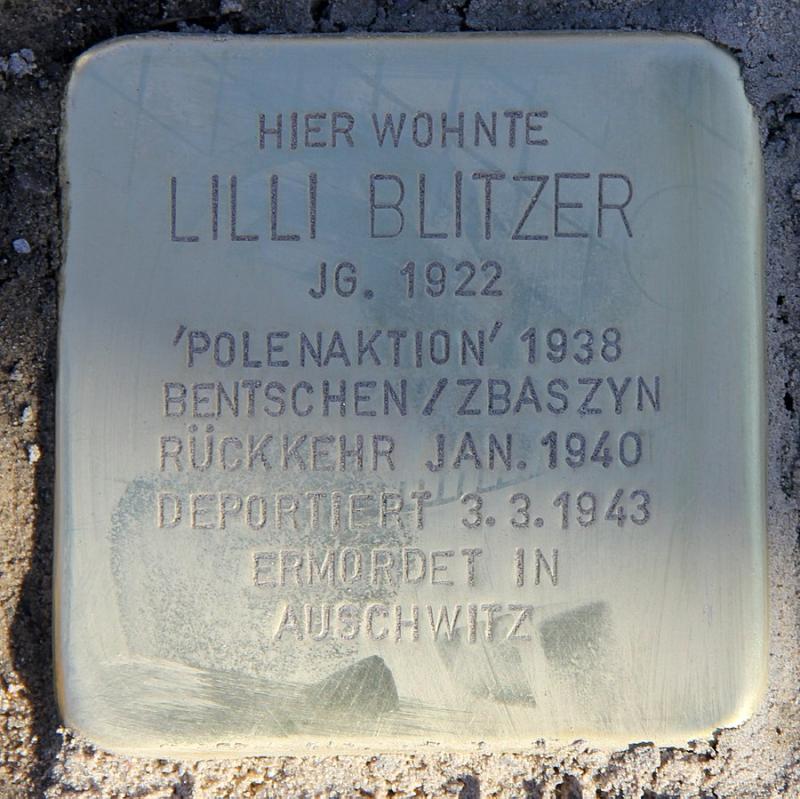 HIER WOHNTE
LILLI BLITZER
JG. 1922
'POLENAKTION' 1938
BENTSCHEN/ZBASZYN
RÜCKKEHR JAN. 1940
DEPORTIERT 3.3.1943
ERMORDET IN
AUSCHWITZ